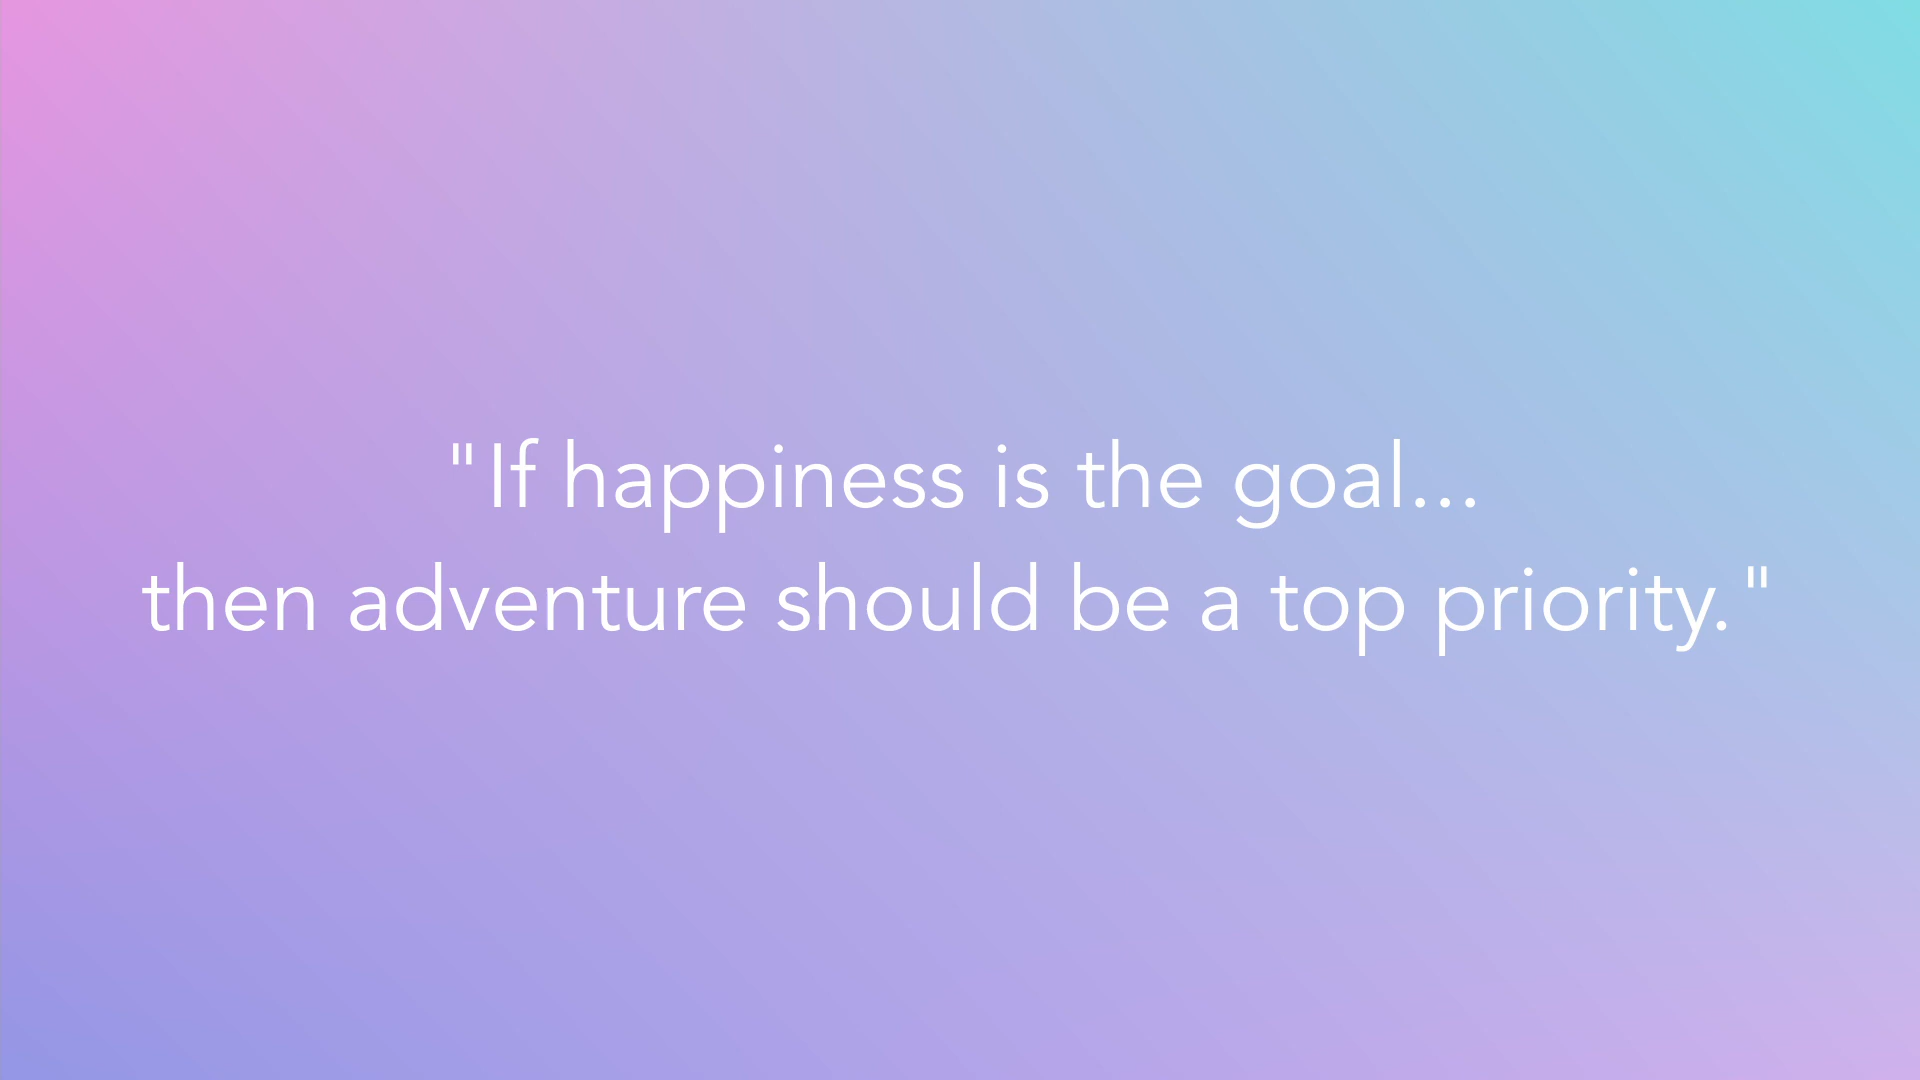 "If happiness is the goal...
then adventure should be a top priority."